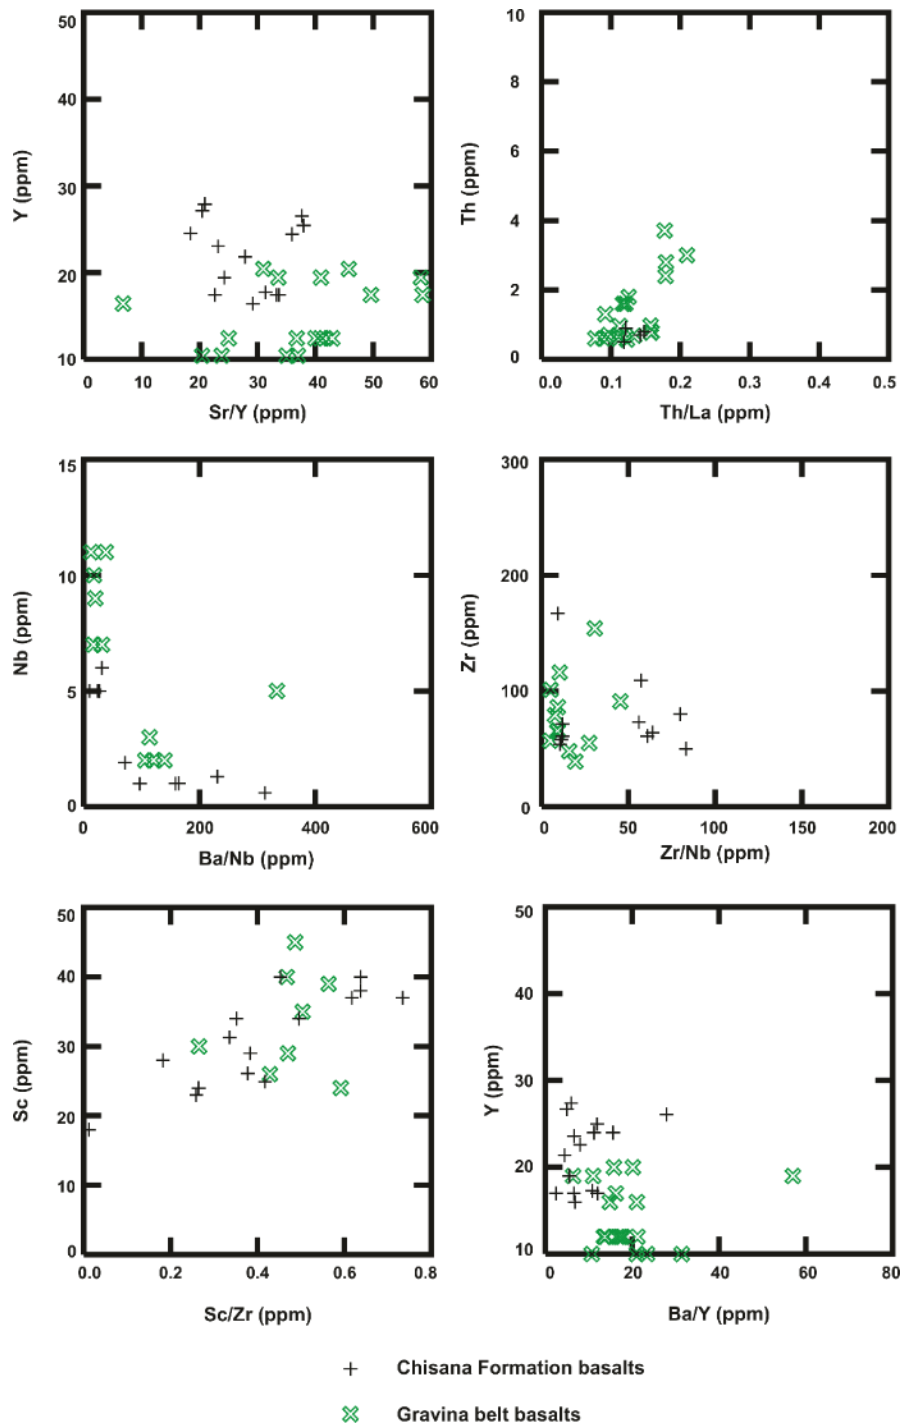 50
40
30
20
10
Y (ppm)
0 10 20 30 40 50 60
Sr/Y (ppm)
10
8
6
4
2
0
Th (ppm)
0.0 0.1 0.2 0.3 0.4 0.5
Th/La (ppm)
15
10
5
0
Nb (ppm)
0 200 400 600
Ba/Nb (ppm)
300
200
100
0
Zr (ppm)
0 50 100 150 200
Zr/Nb (ppm)
50
40
30
20
10
0
Sc (ppm)
0.0 0.2 0.4 0.6 0.8
Sc/Zr (ppm)
50
40
30
20
10
Y (ppm)
0 20 40 60 80
Ba/Y (ppm)
Chisana Formation basalts
Gravina belt basalts